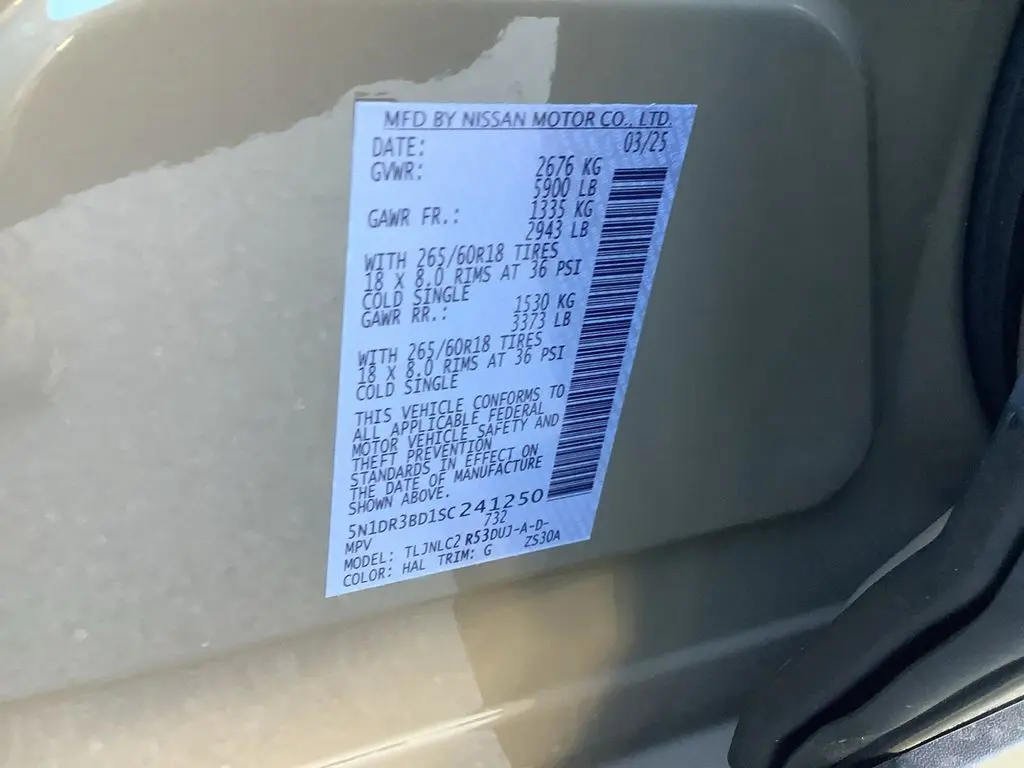 MFD BY NISSAN MOTOR CO., LTD.
DATE: 03/25
GVWR: 2676 KG
5900 LB
GAWR FR.: 1335 KG
2943 LB
WITH 265/60R18 TIRES
18 X 8.0 RIMS AT 36 PSI
COLD SINGLE
GAWR RR.: 1530 KG
3373 LB
WITH 265/60R18 TIRES
18 X 8.0 RIMS AT 36 PSI
COLD SINGLE
THIS VEHICLE CONFORMS TO
ALL APPLICABLE FEDERAL
MOTOR VEHICLE SAFETY AND
THEFT PREVENTION
STANDARDS IN EFFECT ON
THE DATE OF MANUFACTURE
SHOWN ABOVE.
5N1DR3BD1SC241250
MPV 732
MODEL: TLJNLC2 R53DUJ-A-D-
COLOR: HAL TRIM: G ZS30A